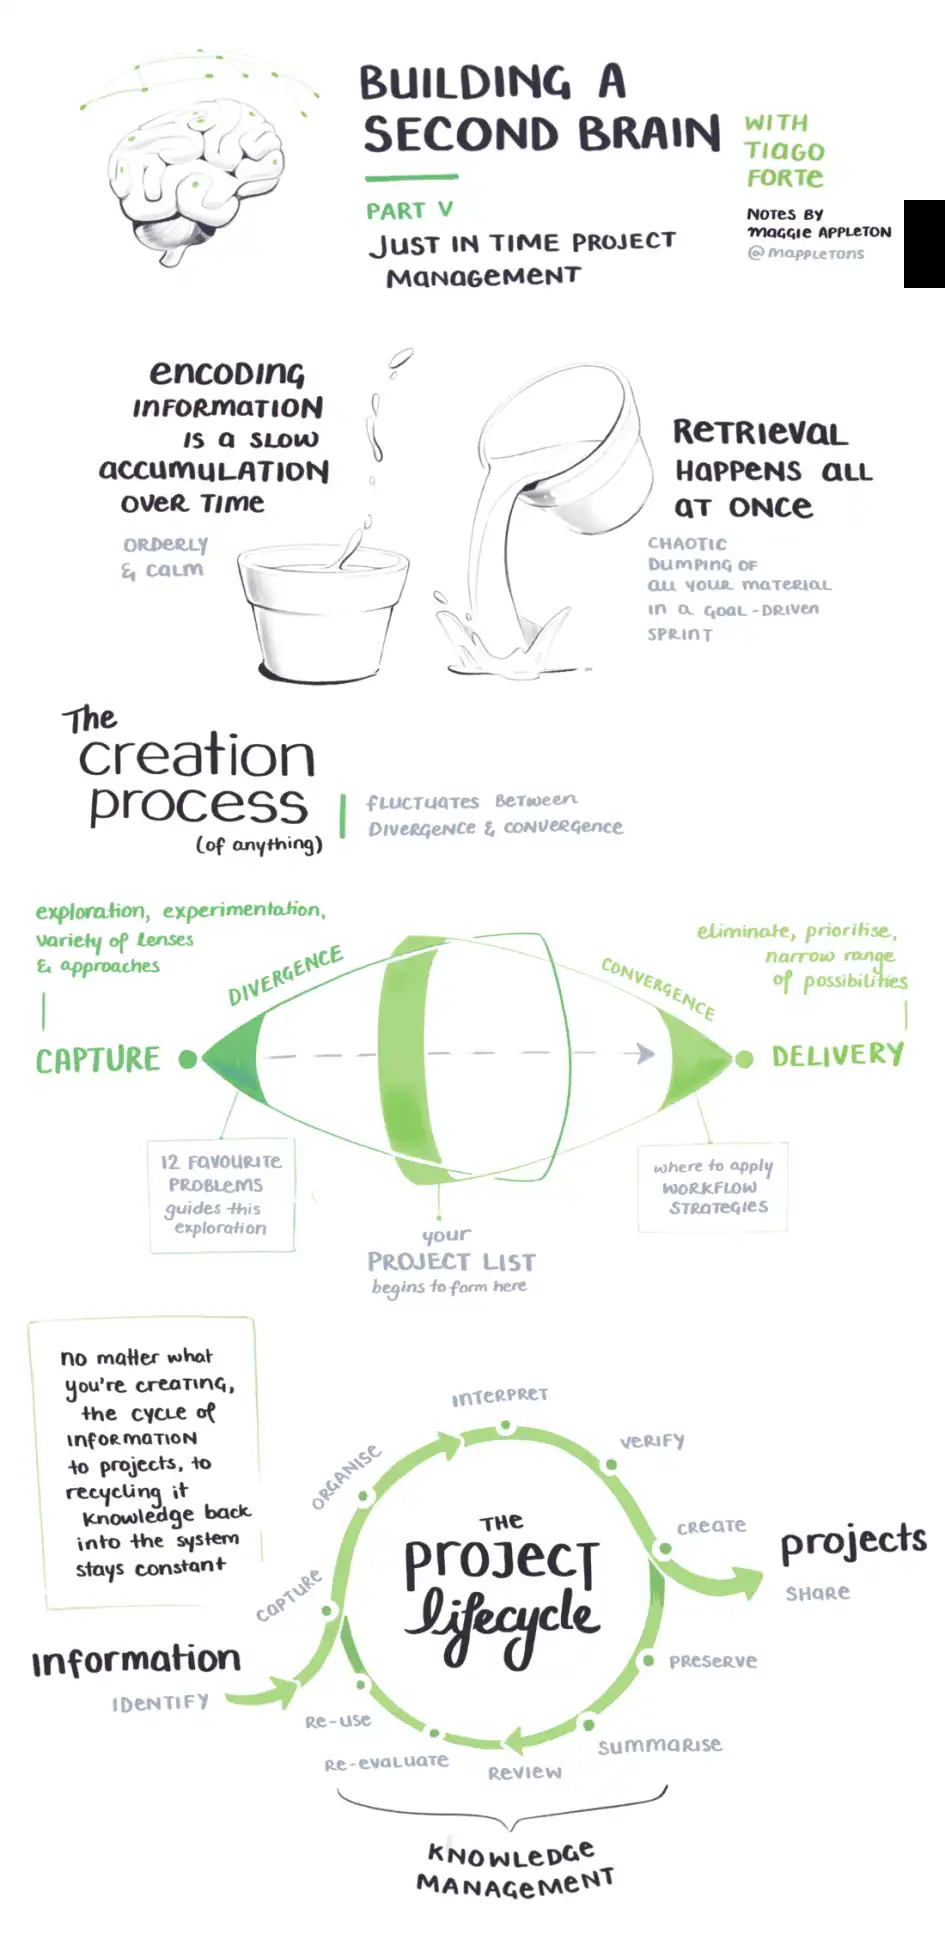 BUILDING A
SECOND BRAIN
WITH
TIAGO
FORTE
PART V
JUST IN TIME PROJECT
MANAGEMENT
NOTES BY
MAGGIE APPLETON
@mappletons
ENCODING
INFORMATION
IS A SLOW
ACCUMULATION
OVER TIME
ORDERLY
& CALM
RETRIEVAL
HAPPENS ALL
AT ONCE
CHAOTIC
DUMPING OF
ALL YOUR MATERIAL
IN A GOAL-DRIVEN
SPRINT
The
creation
process
(of anything)
FLUCTUATES BETWEEN
DIVERGENCE & CONVERGENCE
exploration, experimentation,
variety of lenses
& approaches
eliminate, prioritise,
narrow range
of possibilities
DIVERGENCE
CONVERGENCE
CAPTURE
DELIVERY
12 FAVOURITE
PROBLEMS
guides this
exploration
your
PROJECT LIST
begins to form here
where to apply
WORKFLOW
STRATEGIES
no matter what
you're creating,
the cycle of
information
to projects, to
recycling it
knowledge back
into the system
stays constant
THE
PROJECT
lifecycle
information
IDENTIFY
CAPTURE
ORGANISE
INTERPRET
VERIFY
CREATE
projects
SHARE
PRESERVE
SUMMARISE
REVIEW
RE-EVALUATE
RE-USE
KNOWLEDGE
MANAGEMENT